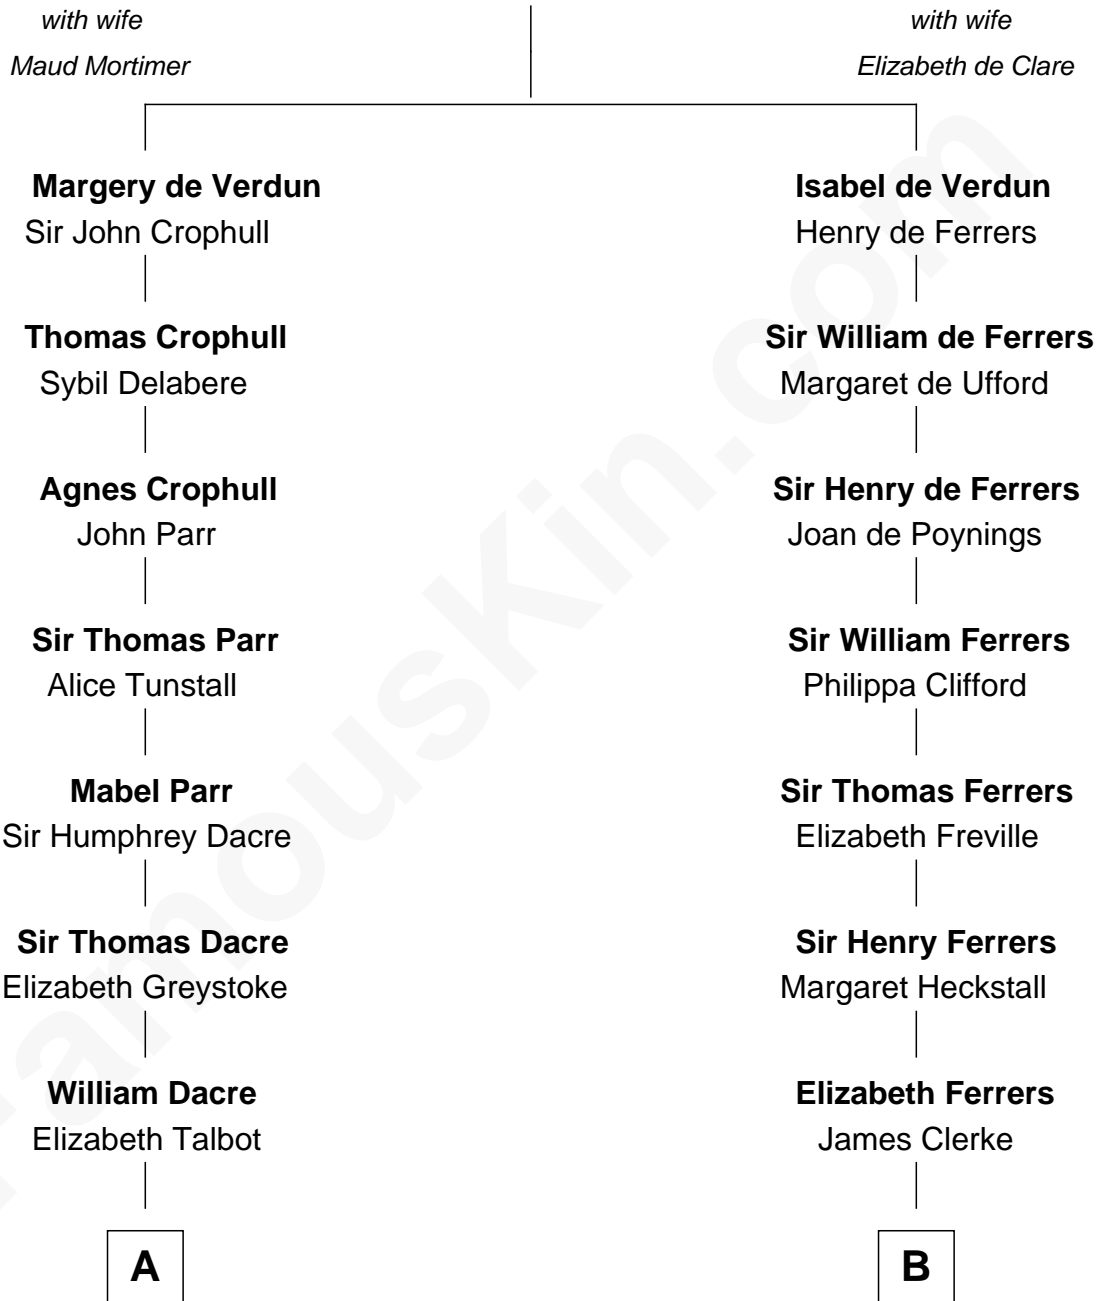 with wife
Maud Mortimer
with wife
Elizabeth de Clare
Margery de Verdun
Sir John Crophull
Isabel de Verdun
Henry de Ferrers
Thomas Crophull
Sybil Delabere
Sir William de Ferrers
Margaret de Ufford
Agnes Crophull
John Parr
Sir Henry de Ferrers
Joan de Poynings
Sir Thomas Parr
Alice Tunstall
Sir William Ferrers
Philippa Clifford
Mabel Parr
Sir Humphrey Dacre
Sir Thomas Ferrers
Elizabeth Freville
Sir Thomas Dacre
Elizabeth Greystoke
Sir Henry Ferrers
Margaret Heckstall
William Dacre
Elizabeth Talbot
Elizabeth Ferrers
James Clerke
A
B
FamousKin.com